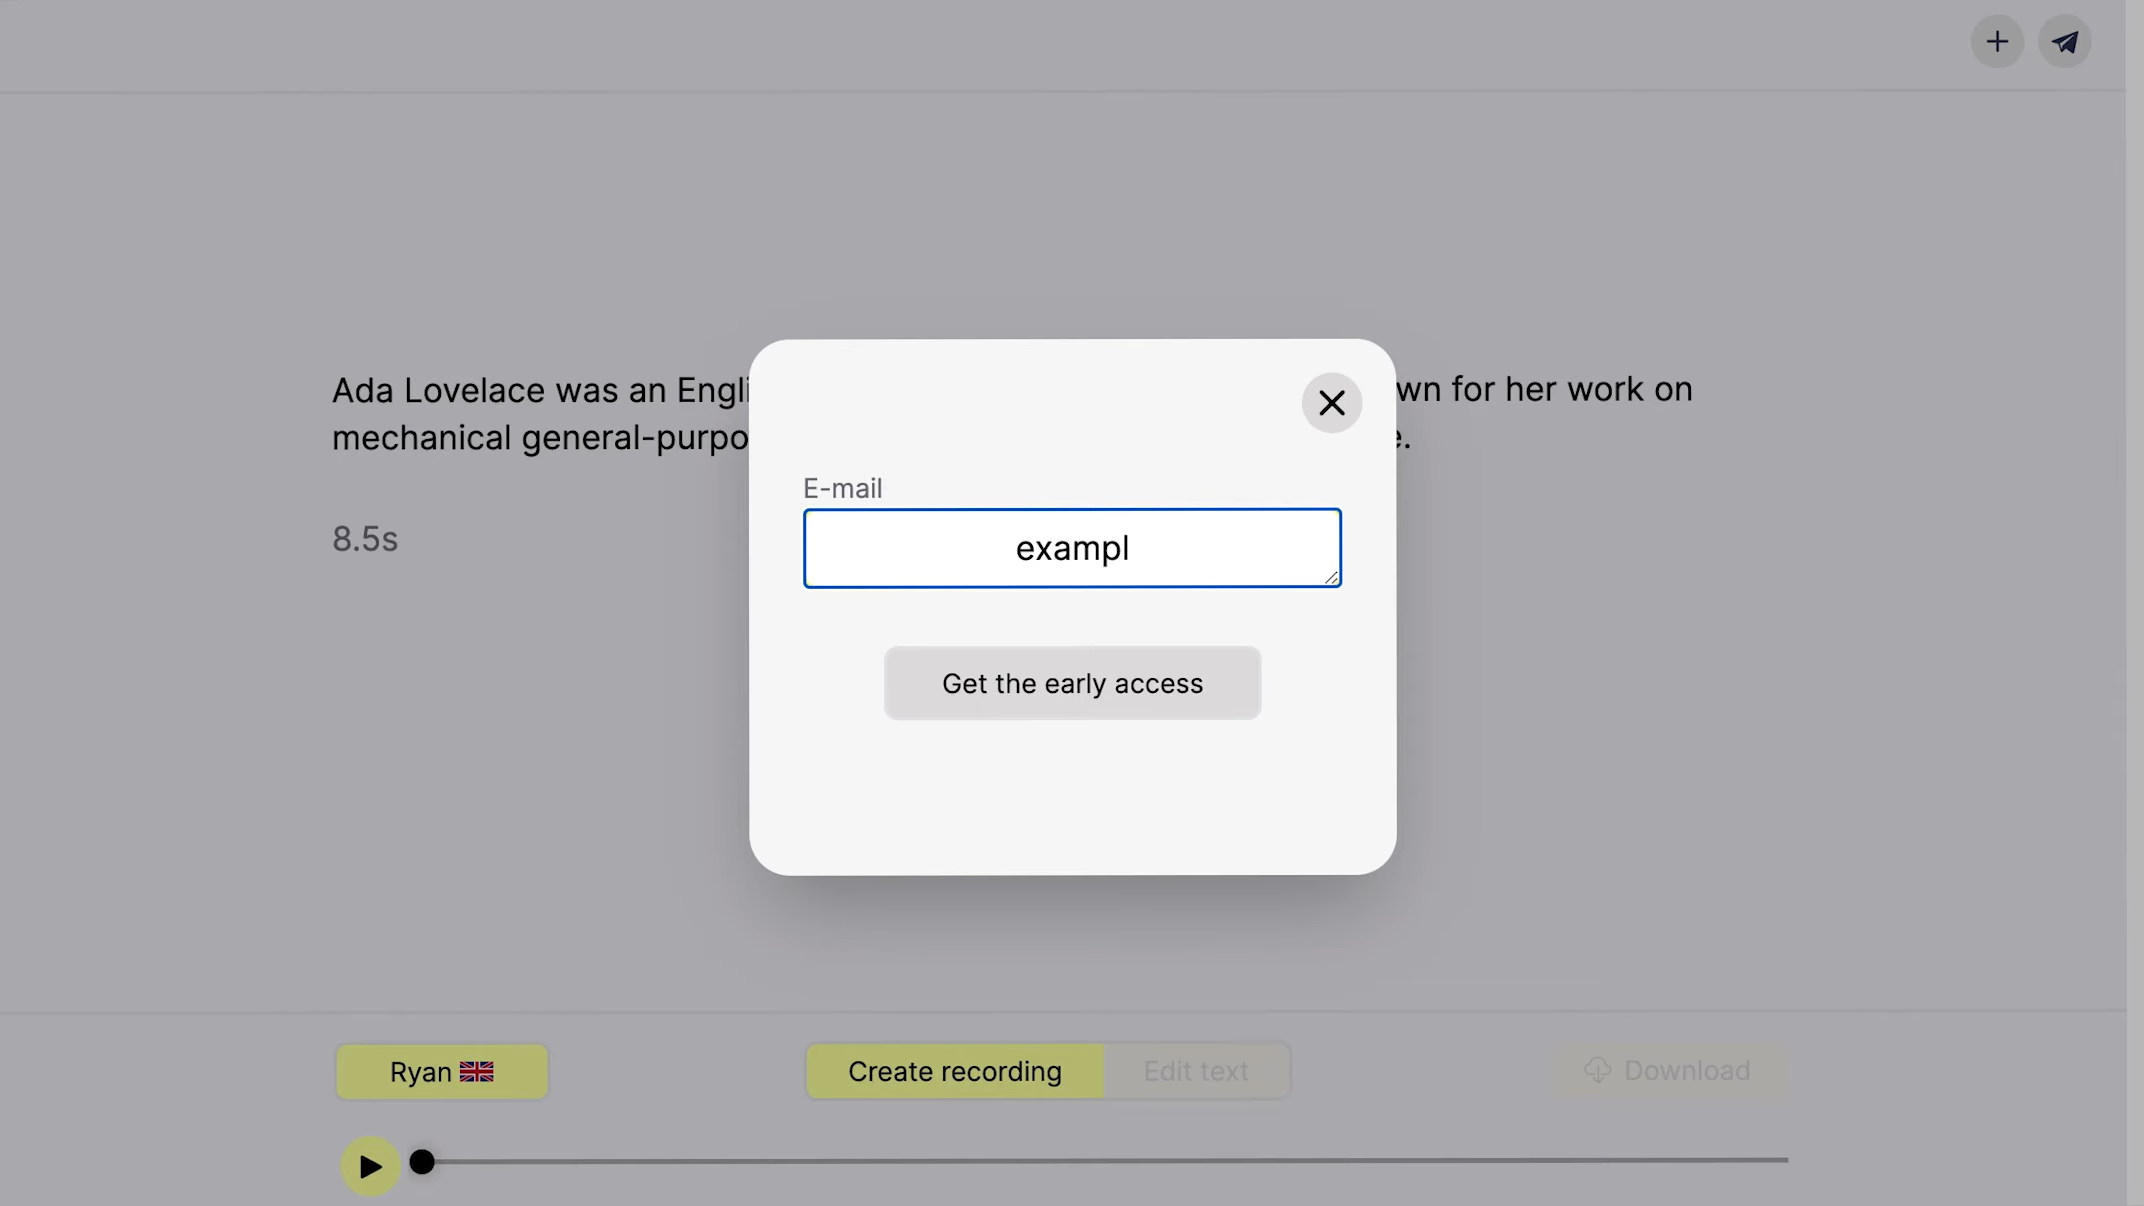 Ada Lovelace was an Engli wn for her work on
mechanical general-purpo e.
8.5s
E-mail
exampl
Get the early access
Ryan
Create recording
Edit text
Download